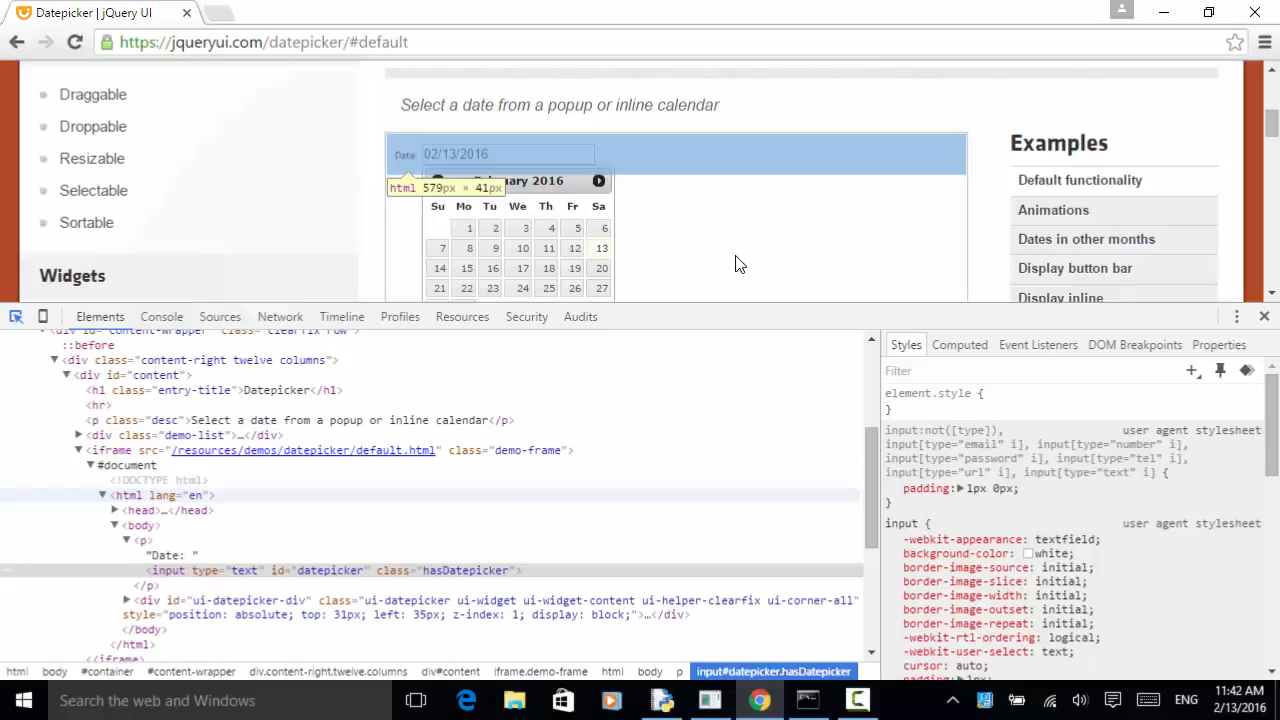 Datepicker | jQuery UI
https://jqueryui.com/datepicker/#default
Draggable
Droppable
Resizable
Selectable
Sortable
Widgets
Select a date from a popup or inline calendar
Date: 02/13/2016
html 579px × 41px
2016
Su Mo Tu We Th Fr Sa
1 2 3 4 5 6
7 8 9 10 11 12 13
14 15 16 17 18 19 20
21 22 23 24 25 26 27
Examples
Default functionality
Animations
Dates in other months
Display button bar
Display inline
Elements Console Sources Network Timeline Profiles Resources Security Audits
<div id="content-wrapper" class="clearfix row">
::before
<div class="content-right twelve columns">
<div id="content">
<h1 class="entry-title">Datepicker</h1>
<hr>
<p class="desc">Select a date from a popup or inline calendar</p>
<div class="demo-list">…</div>
<iframe src="/resources/demos/datepicker/default.html" class="demo-frame">
#document
<!DOCTYPE html>
<html lang="en">
<head>…</head>
<body>
<p>
"Date: "
<input type="text" id="datepicker" class="hasDatepicker">
</p>
<div id="ui-datepicker-div" class="ui-datepicker ui-widget ui-widget-content ui-helper-clearfix ui-corner-all"
style="position: absolute; top: 31px; left: 35px; z-index: 1; display: block;">…</div>
</body>
</html>
</iframe>
html body #container #content-wrapper div.content-right.twelve.columns div#content iframe.demo-frame html body p input#datepicker.hasDatepicker
Styles Computed Event Listeners DOM Breakpoints Properties
Filter
element.style {
}
input:not([type]), user agent stylesheet
input[type="email" i], input[type="number" i],
input[type="password" i], input[type="tel" i],
input[type="url" i], input[type="text" i] {
padding: 1px 0px;
}
input { user agent stylesheet
-webkit-appearance: textfield;
background-color: white;
border-image-source: initial;
border-image-slice: initial;
border-image-width: initial;
border-image-outset: initial;
border-image-repeat: initial;
-webkit-rtl-ordering: logical;
-webkit-user-select: text;
cursor: auto;
padding: 1px;
Search the web and Windows
ENG
11:42 AM
2/13/2016